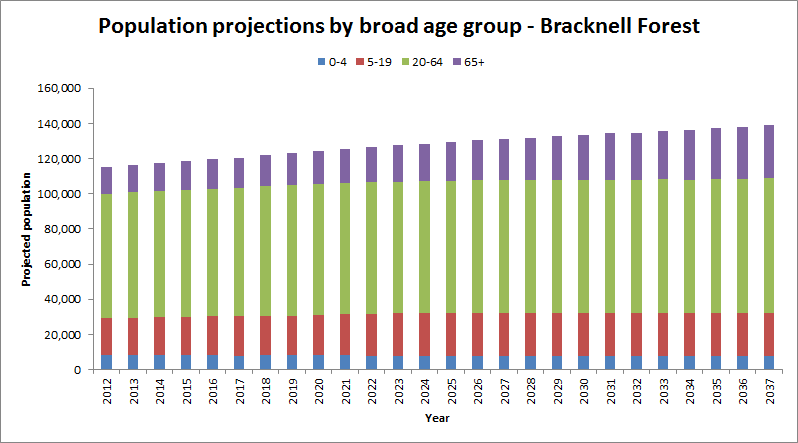 Population projections by broad age group - Bracknell Forest
0-4 5-19 20-64 65+
160,000
140,000
120,000
100,000
80,000
60,000
40,000
20,000
0
Projected population
2012 2013 2014 2015 2016 2017 2018 2019 2020 2021 2022 2023 2024 2025 2026 2027 2028 2029 2030 2031 2032 2033 2034 2035 2036 2037
Year